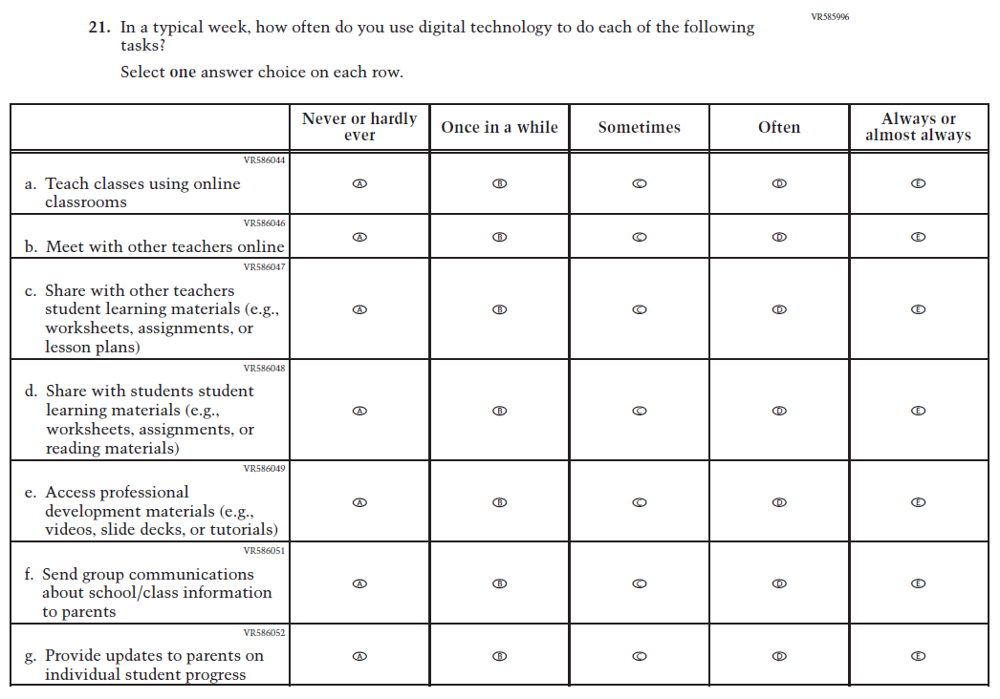 VR585996
21. In a typical week, how often do you use digital technology to do each of the following
tasks?
Select one answer choice on each row.
Never or hardly
ever
Once in a while
Sometimes
Often
Always or
almost always
VR586044
a. Teach classes using online
classrooms
A B C D E
VR586046
b. Meet with other teachers online
A B C D E
VR586047
c. Share with other teachers
student learning materials (e.g.,
worksheets, assignments, or
lesson plans)
A B C D E
VR586048
d. Share with students student
learning materials (e.g.,
worksheets, assignments, or
reading materials)
A B C D E
VR586049
e. Access professional
development materials (e.g.,
videos, slide decks, or tutorials)
A B C D E
VR586051
f. Send group communications
about school/class information
to parents
A B C D E
VR586052
g. Provide updates to parents on
individual student progress
A B C D E